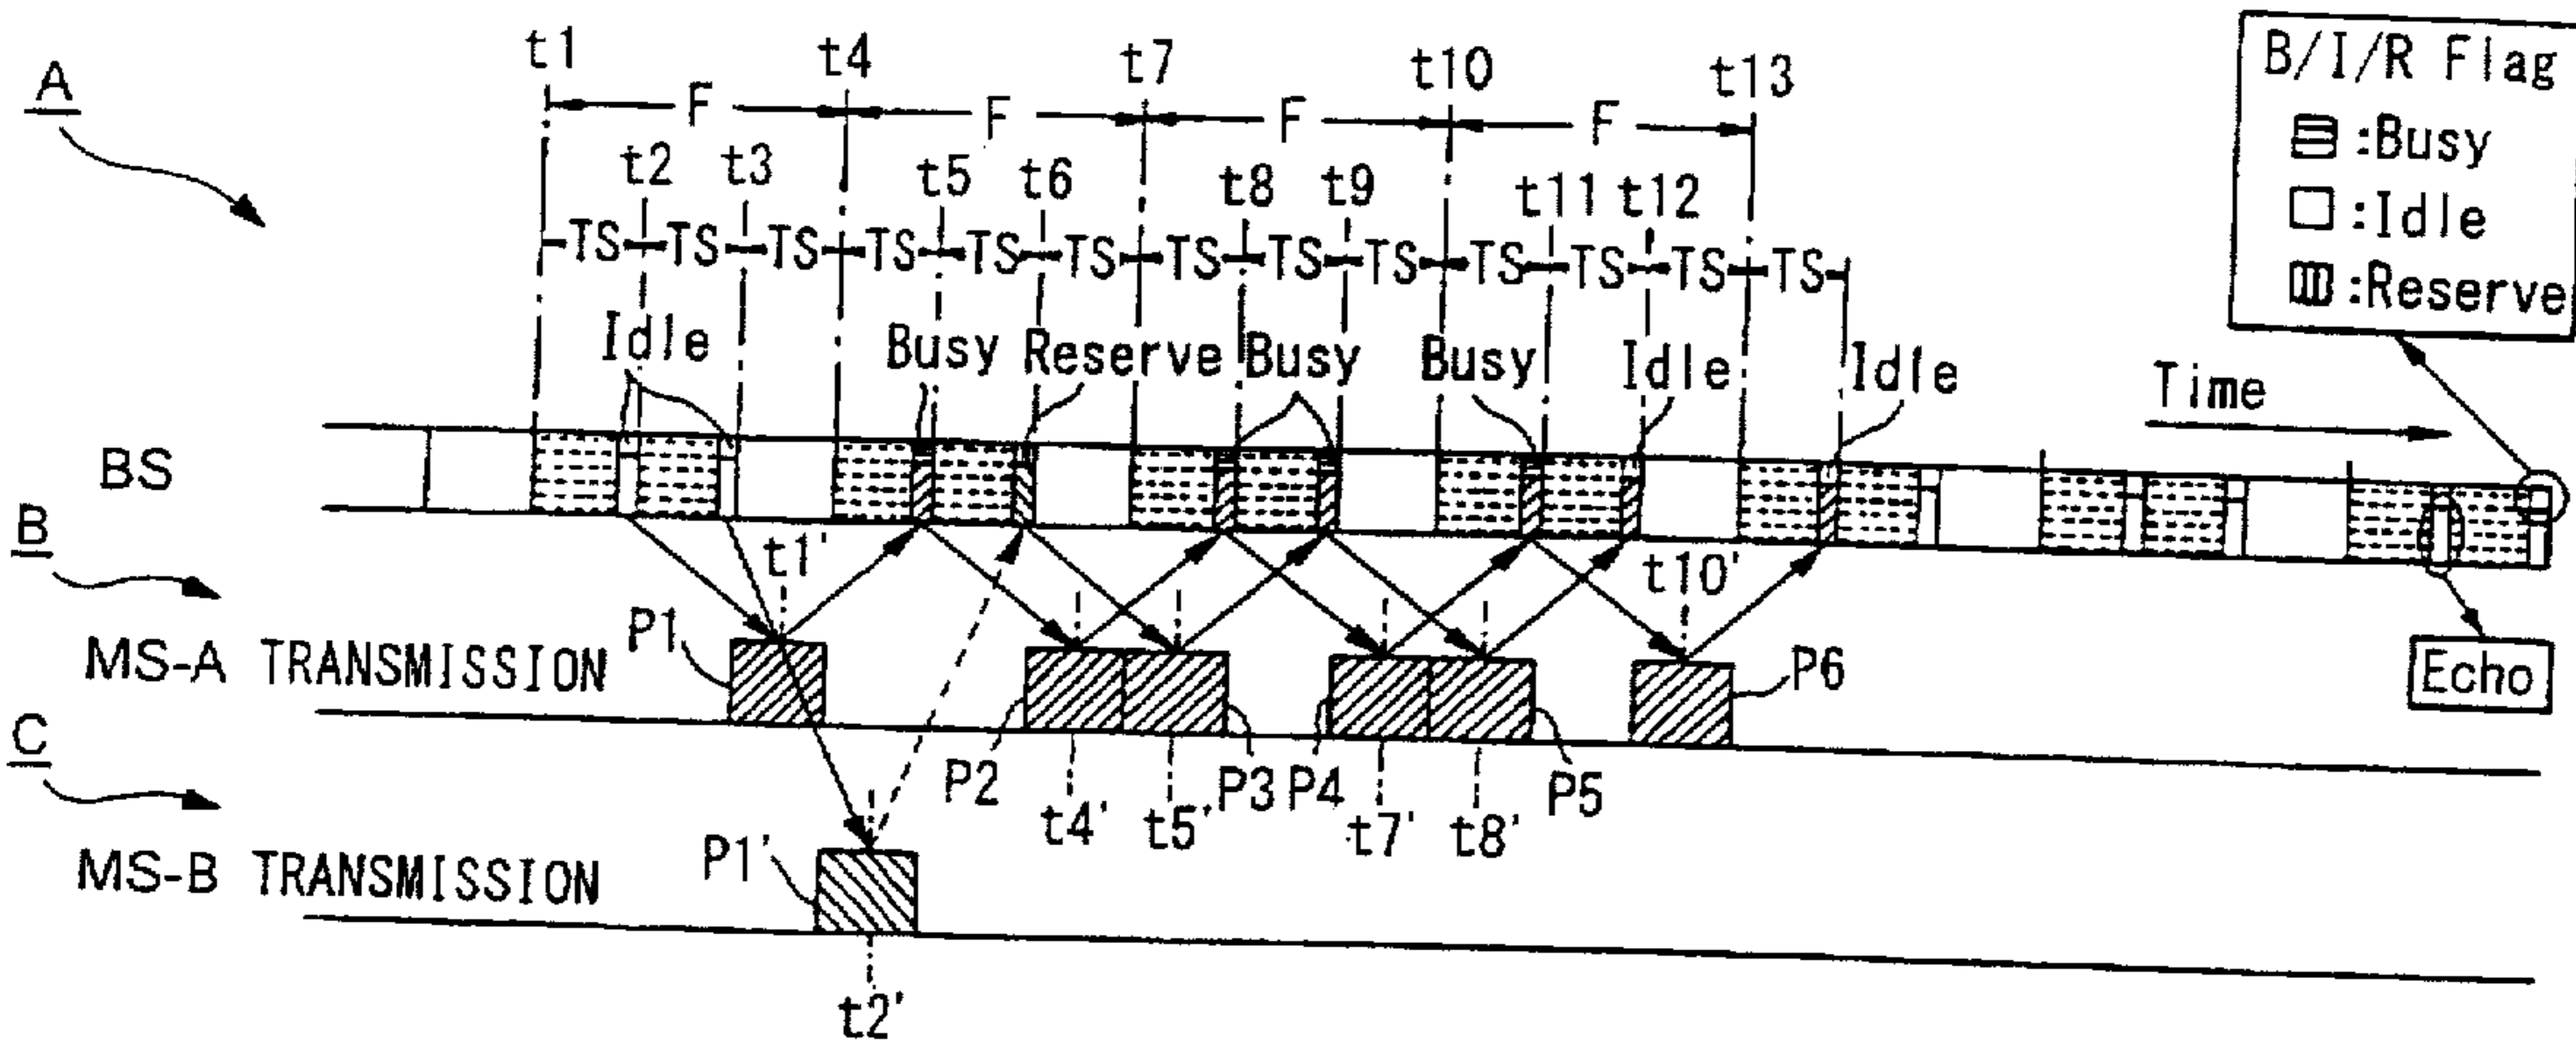 A
t1
t4
t7
t10
t13
F
F
F
F
t2
t3
t5
t6
t8
t9
t11
t12
TS
TS
TS
TS
TS
TS
TS
TS
TS
TS
TS
TS
TS
B/I/R Flag
:Busy
:Idle
:Reserve
Idle
Busy
Reserve
Busy
Busy
Idle
Idle
Time
BS
B
t1'
t10'
MS-A TRANSMISSION
P1
P2
P3
P4
P5
P6
Echo
t4'
t5'
t7'
t8'
C
MS-B TRANSMISSION
P1'
t2'